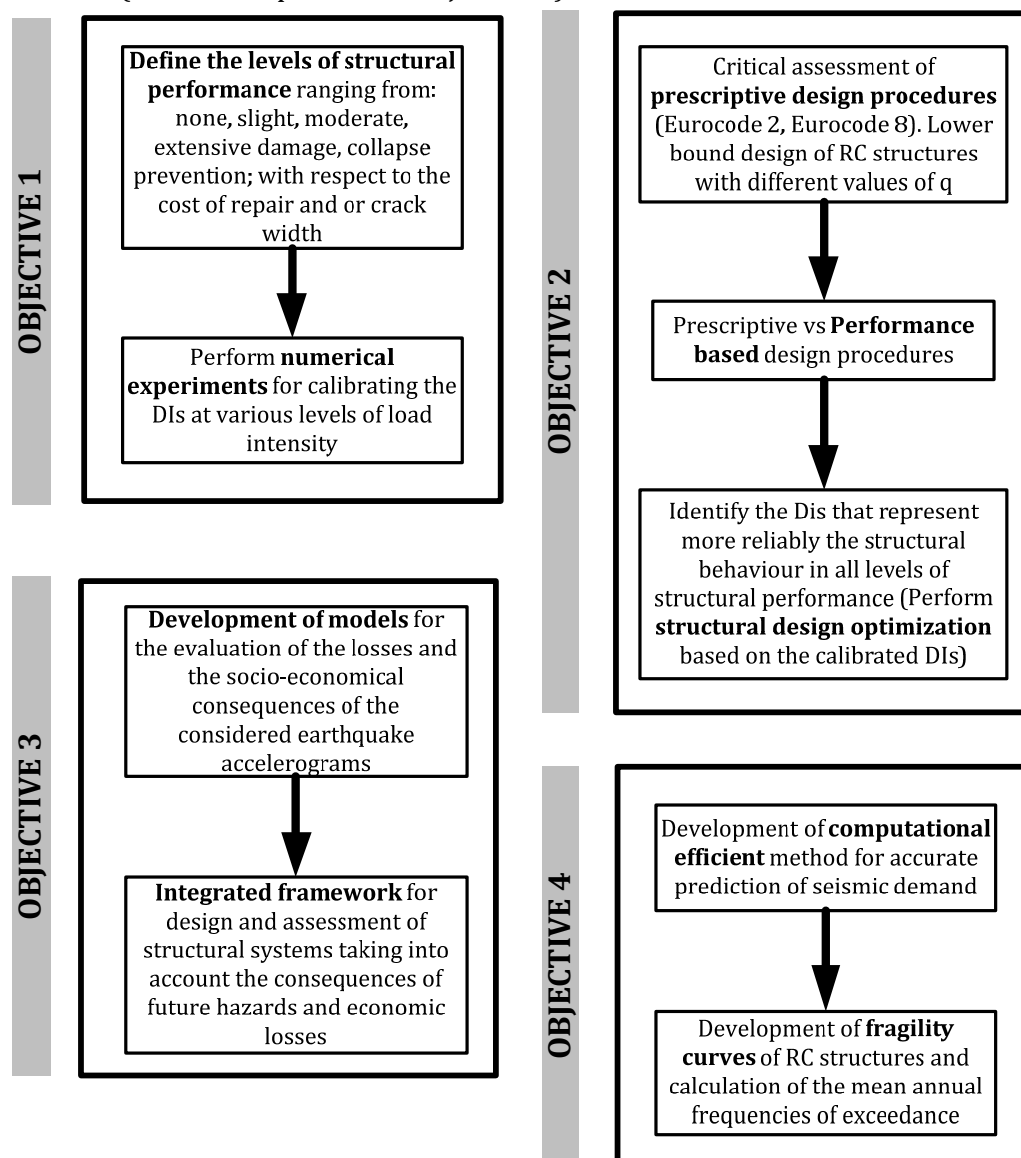 OBJECTIVE 1
Define the levels of structural
performance ranging from:
none, slight, moderate,
extensive damage, collapse
prevention; with respect to the
cost of repair and or crack
width
Perform numerical
experiments for calibrating the
DIs at various levels of load
intensity
OBJECTIVE 2
Critical assessment of
prescriptive design procedures
(Eurocode 2, Eurocode 8). Lower
bound design of RC structures
with different values of q
Prescriptive vs Performance
based design procedures
Identify the Dis that represent
more reliably the structural
behaviour in all levels of
structural performance (Perform
structural design optimization
based on the calibrated DIs)
OBJECTIVE 3
Development of models for
the evaluation of the losses and
the socio-economical
consequences of the
considered earthquake
accelerograms
Integrated framework for
design and assessment of
structural systems taking into
account the consequences of
future hazards and economic
losses
OBJECTIVE 4
Development of computational
efficient method for accurate
prediction of seismic demand
Development of fragility
curves of RC structures and
calculation of the mean annual
frequencies of exceedance